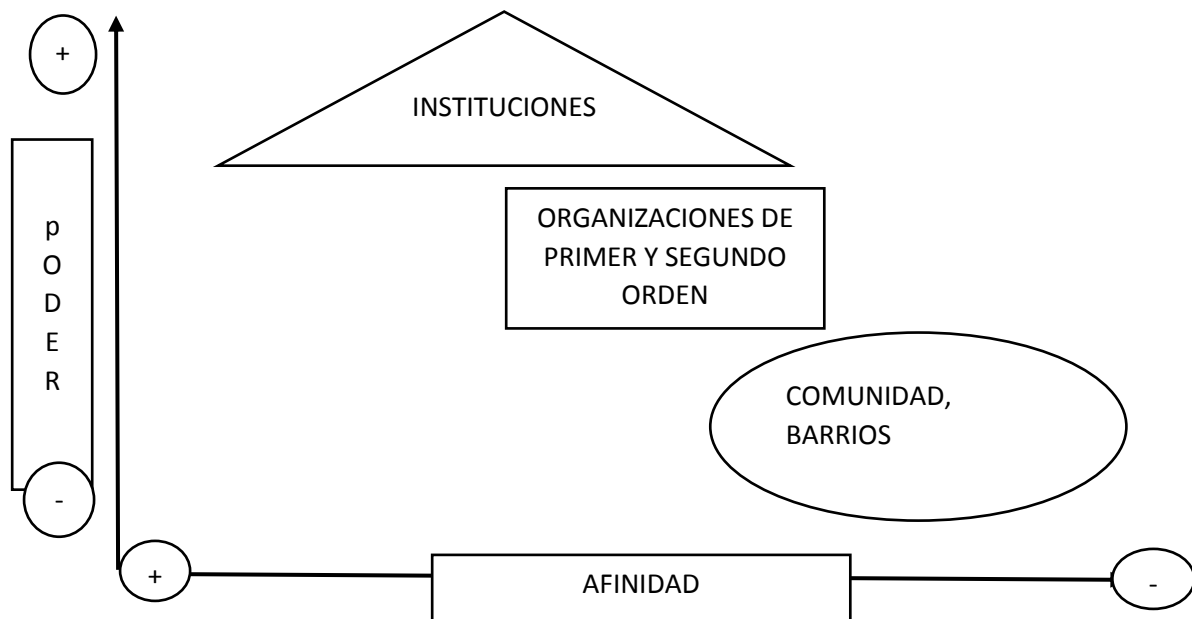 +
INSTITUCIONES
p
O
D
E
R
ORGANIZACIONES DE
PRIMER Y SEGUNDO
ORDEN
COMUNIDAD,
BARRIOS
-
+
AFINIDAD
-